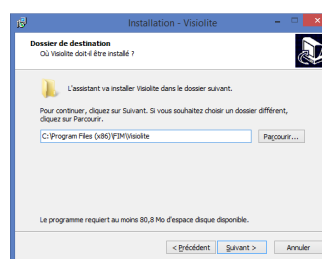 Installation - Visiolite
Dossier de destination
Où Visiolite doit-il être installé ?
L'assistant va installer Visiolite dans le dossier suivant.
Pour continuer, cliquez sur Suivant. Si vous souhaitez choisir un dossier différent,
cliquez sur Parcourir.
C:\Program Files (x86)\FIM\Visiolite
Parcourir...
Le programme requiert au moins 80,8 Mo d'espace disque disponible.
< Précédent
Suivant >
Annuler